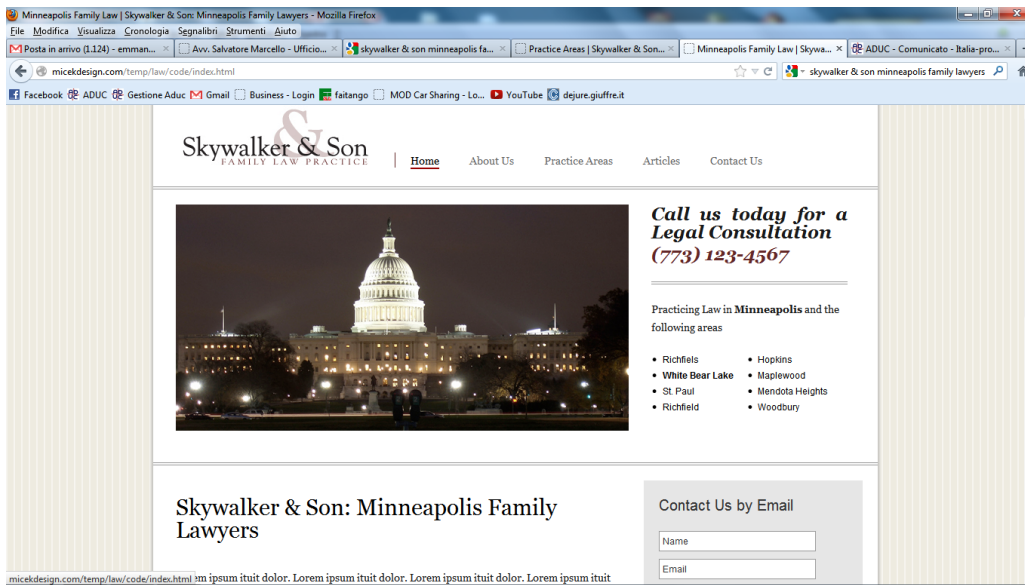 Minneapolis Family Law | Skywalker & Son: Minneapolis Family Lawyers - Mozilla Firefox
File Modifica Visualizza Cronologia Segnalibri Strumenti Aiuto
Posta in arrivo (1.124) - emman... Avv. Salvatore Marcello - Ufficio... skywalker & son minneapolis fa... Practice Areas | Skywalker & Son... Minneapolis Family Law | Skywa... ADUC - Comunicato - Italia-pro...
micekdesign.com/temp/law/code/index.html skywalker & son minneapolis family lawyers
Facebook ADUC Gestione Aduc Gmail Business - Login faitango MOD Car Sharing - Lo... YouTube dejure.giuffre.it
Skywalker & Son
FAMILY LAW PRACTICE
Home About Us Practice Areas Articles Contact Us
Call us today for a
Legal Consultation
(773) 123-4567
Practicing Law in Minneapolis and the
following areas
• Richfiels • Hopkins
• White Bear Lake • Maplewood
• St. Paul • Mendota Heights
• Richfield • Woodbury
Skywalker & Son: Minneapolis Family
Lawyers
Contact Us by Email
Name
Email
micekdesign.com/temp/law/code/index.html em ipsum ituit dolor. Lorem ipsum ituit dolor. Lorem ipsum ituit dolor. Lorem ipsum ituit